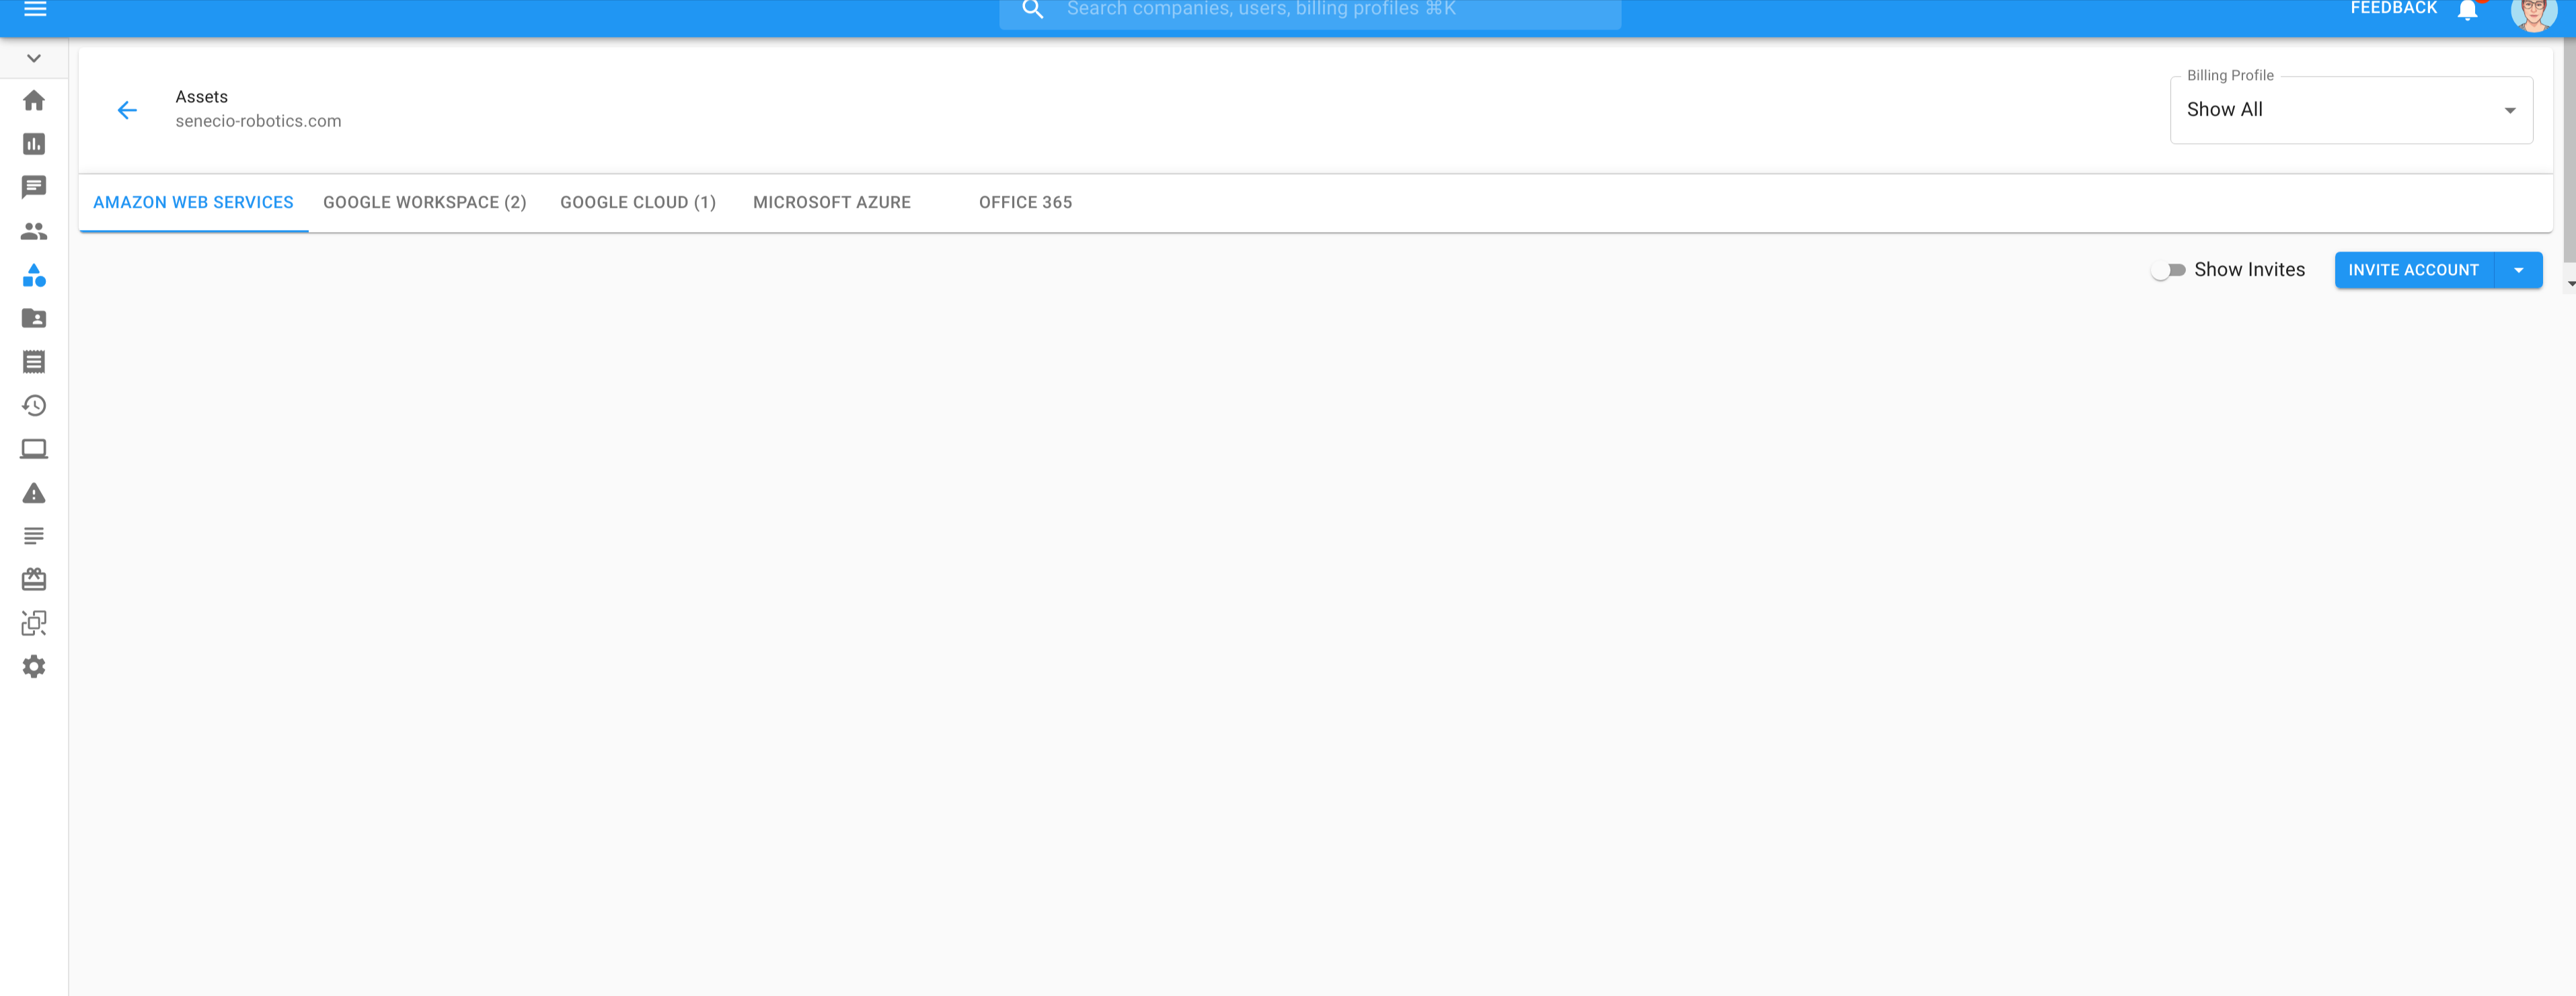 Search companies, users, billing profiles ⌘K
FEEDBACK
Assets
senecio-robotics.com
Billing Profile
Show All
AMAZON WEB SERVICES
GOOGLE WORKSPACE (2)
GOOGLE CLOUD (1)
MICROSOFT AZURE
OFFICE 365
Show Invites
INVITE ACCOUNT